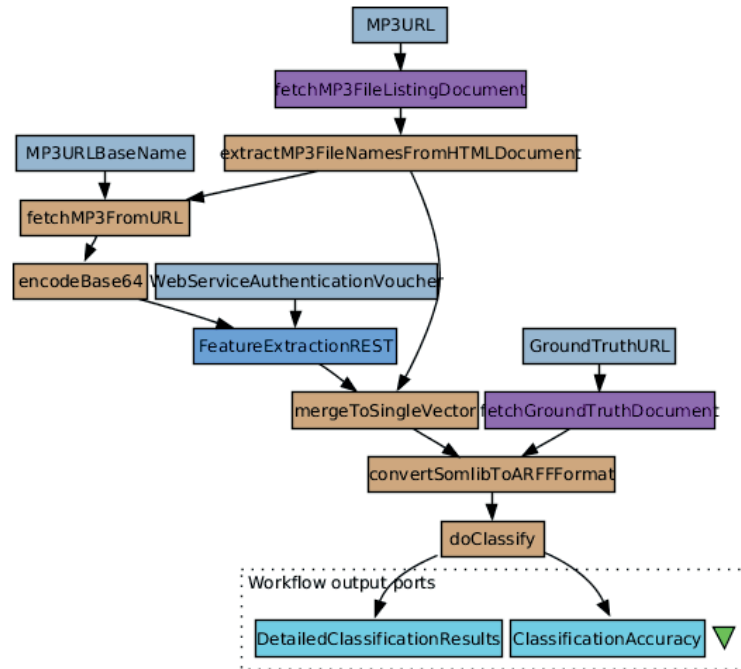 MP3URL
fetchMP3FileListingDocument
MP3URLBaseName
extractMP3FileNamesFromHTMLDocument
fetchMP3FromURL
encodeBase64
WebServiceAuthenticationVoucher
FeatureExtractionREST
GroundTruthURL
mergeToSingleVector
fetchGroundTruthDocument
convertSomlibToARFFFormat
doClassify
Workflow output ports
DetailedClassificationResults
ClassificationAccuracy